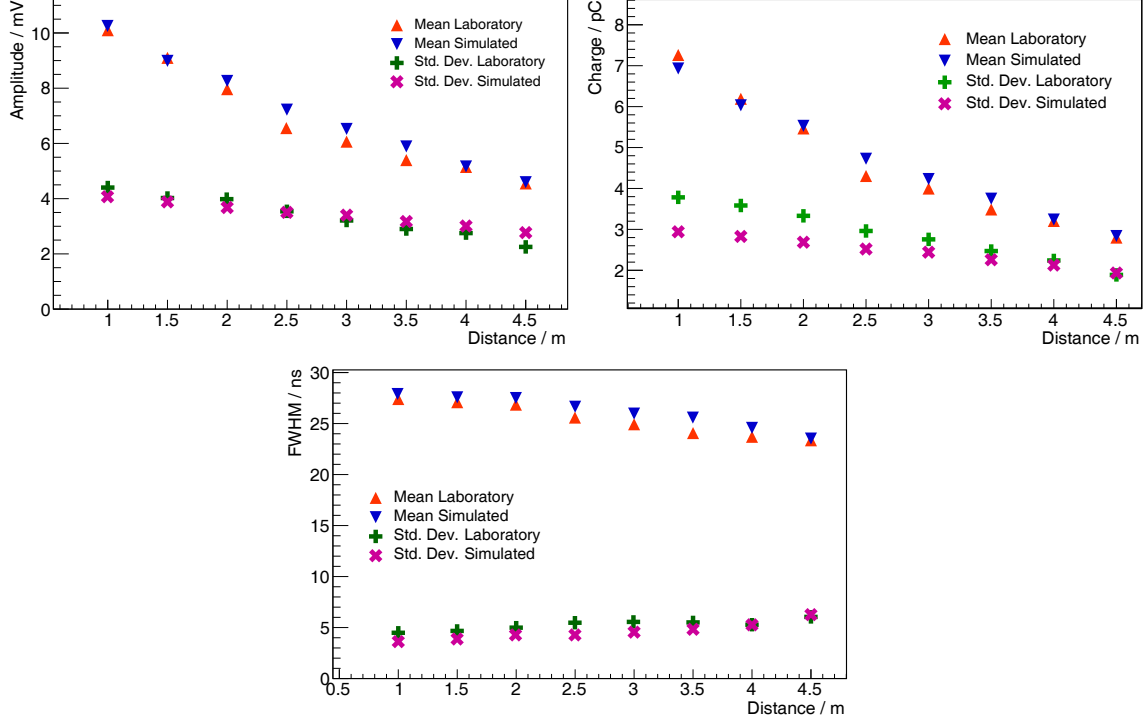 Amplitude / mV
10
8
6
4
2
0
Mean Laboratory
Mean Simulated
Std. Dev. Laboratory
Std. Dev. Simulated
1 1.5 2 2.5 3 3.5 4 4.5
Distance / m
Charge / pC
8
7
6
5
4
3
2
Mean Laboratory
Mean Simulated
Std. Dev. Laboratory
Std. Dev. Simulated
1 1.5 2 2.5 3 3.5 4 4.5
Distance / m
FWHM / ns
30
25
20
15
10
5
0
Mean Laboratory
Mean Simulated
Std. Dev. Laboratory
Std. Dev. Simulated
0.5 1 1.5 2 2.5 3 3.5 4 4.5
Distance / m